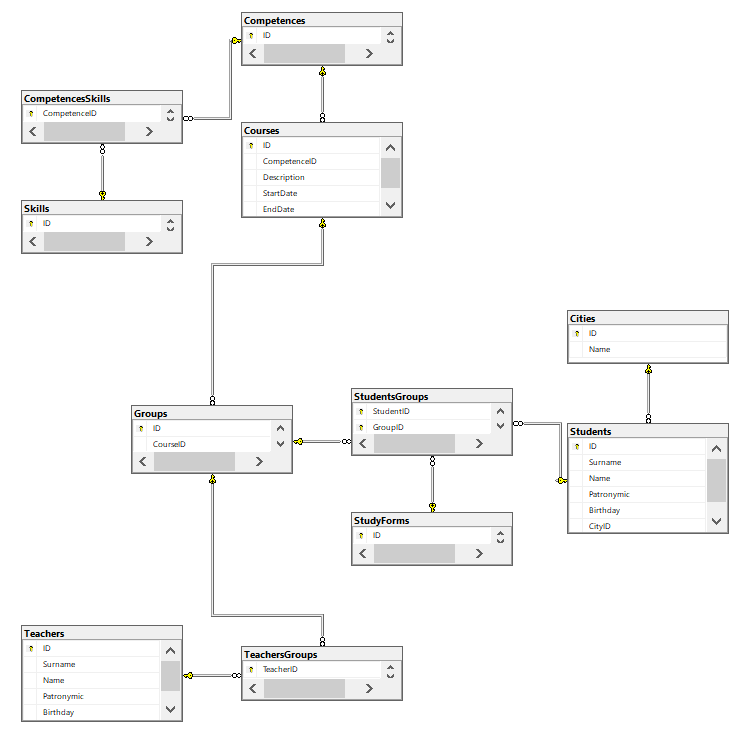 Competences
ID
CompetencesSkills
CompetenceID
Courses
ID
CompetenceID
Description
StartDate
EndDate
Skills
ID
Cities
ID
Name
StudentsGroups
StudentID
GroupID
Groups
ID
CourseID
Students
ID
Surname
Name
Patronymic
Birthday
CityID
StudyForms
ID
Teachers
ID
Surname
Name
Patronymic
Birthday
TeachersGroups
TeacherID